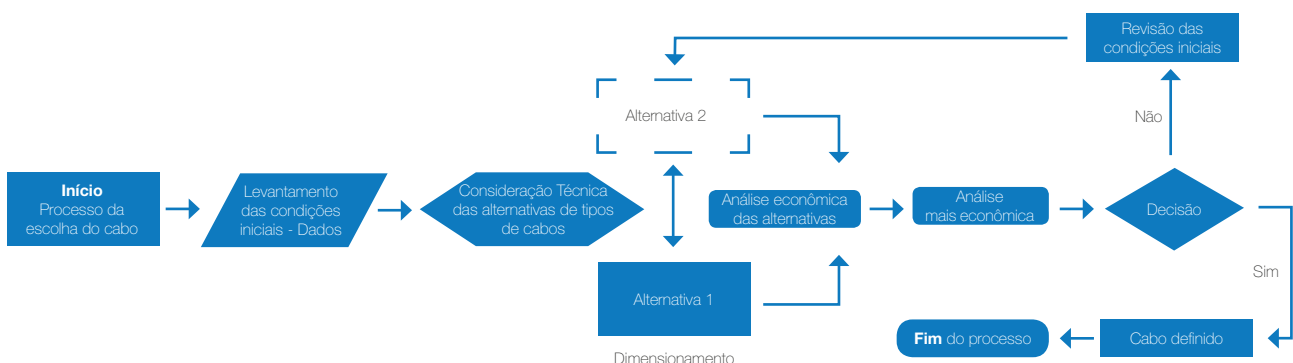 Início
Processo da
escolha do cabo
Levantamento
das condições
iniciais - Dados
Consideração Técnica
das alternativas de tipos
de cabos
Alternativa 2
Alternativa 1
Dimensionamento
Análise econômica
das alternativas
Análise
mais econômica
Decisão
Não
Revisão das
condições iniciais
Sim
Cabo definido
Fim do processo